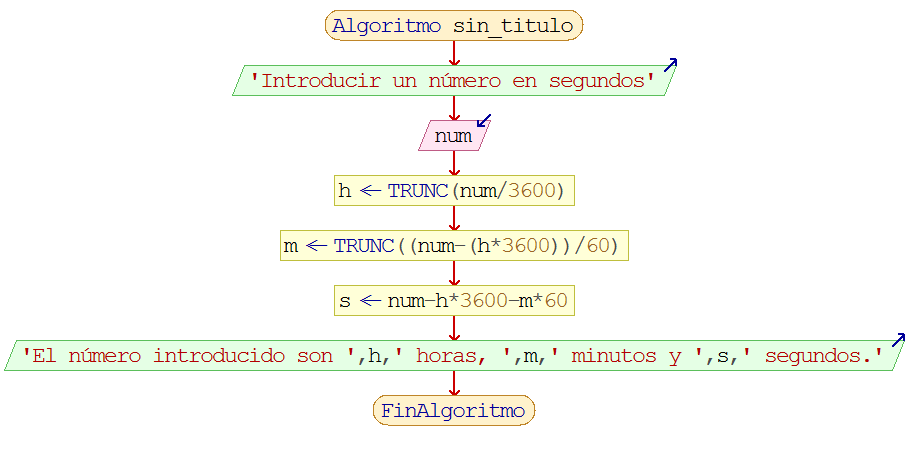 Algoritmo sin_titulo
'Introducir un número en segundos'
num
h ← TRUNC(num/3600)
m ← TRUNC((num-(h*3600))/60)
s ← num-h*3600-m*60
'El número introducido son ',h,' horas, ',m,' minutos y ',s,' segundos.'
FinAlgoritmo